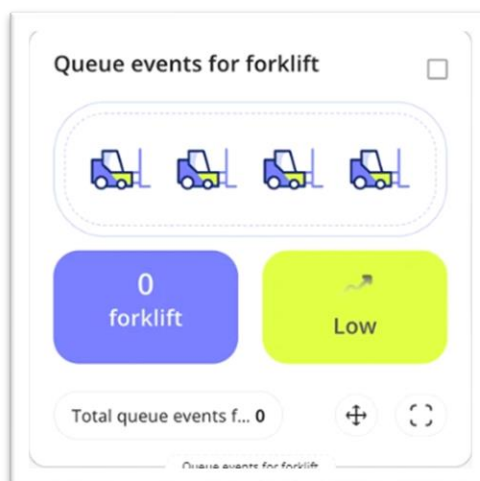 Queue events for forklift
0
forklift
Low
Total queue events f... 0
Queue events for forklift